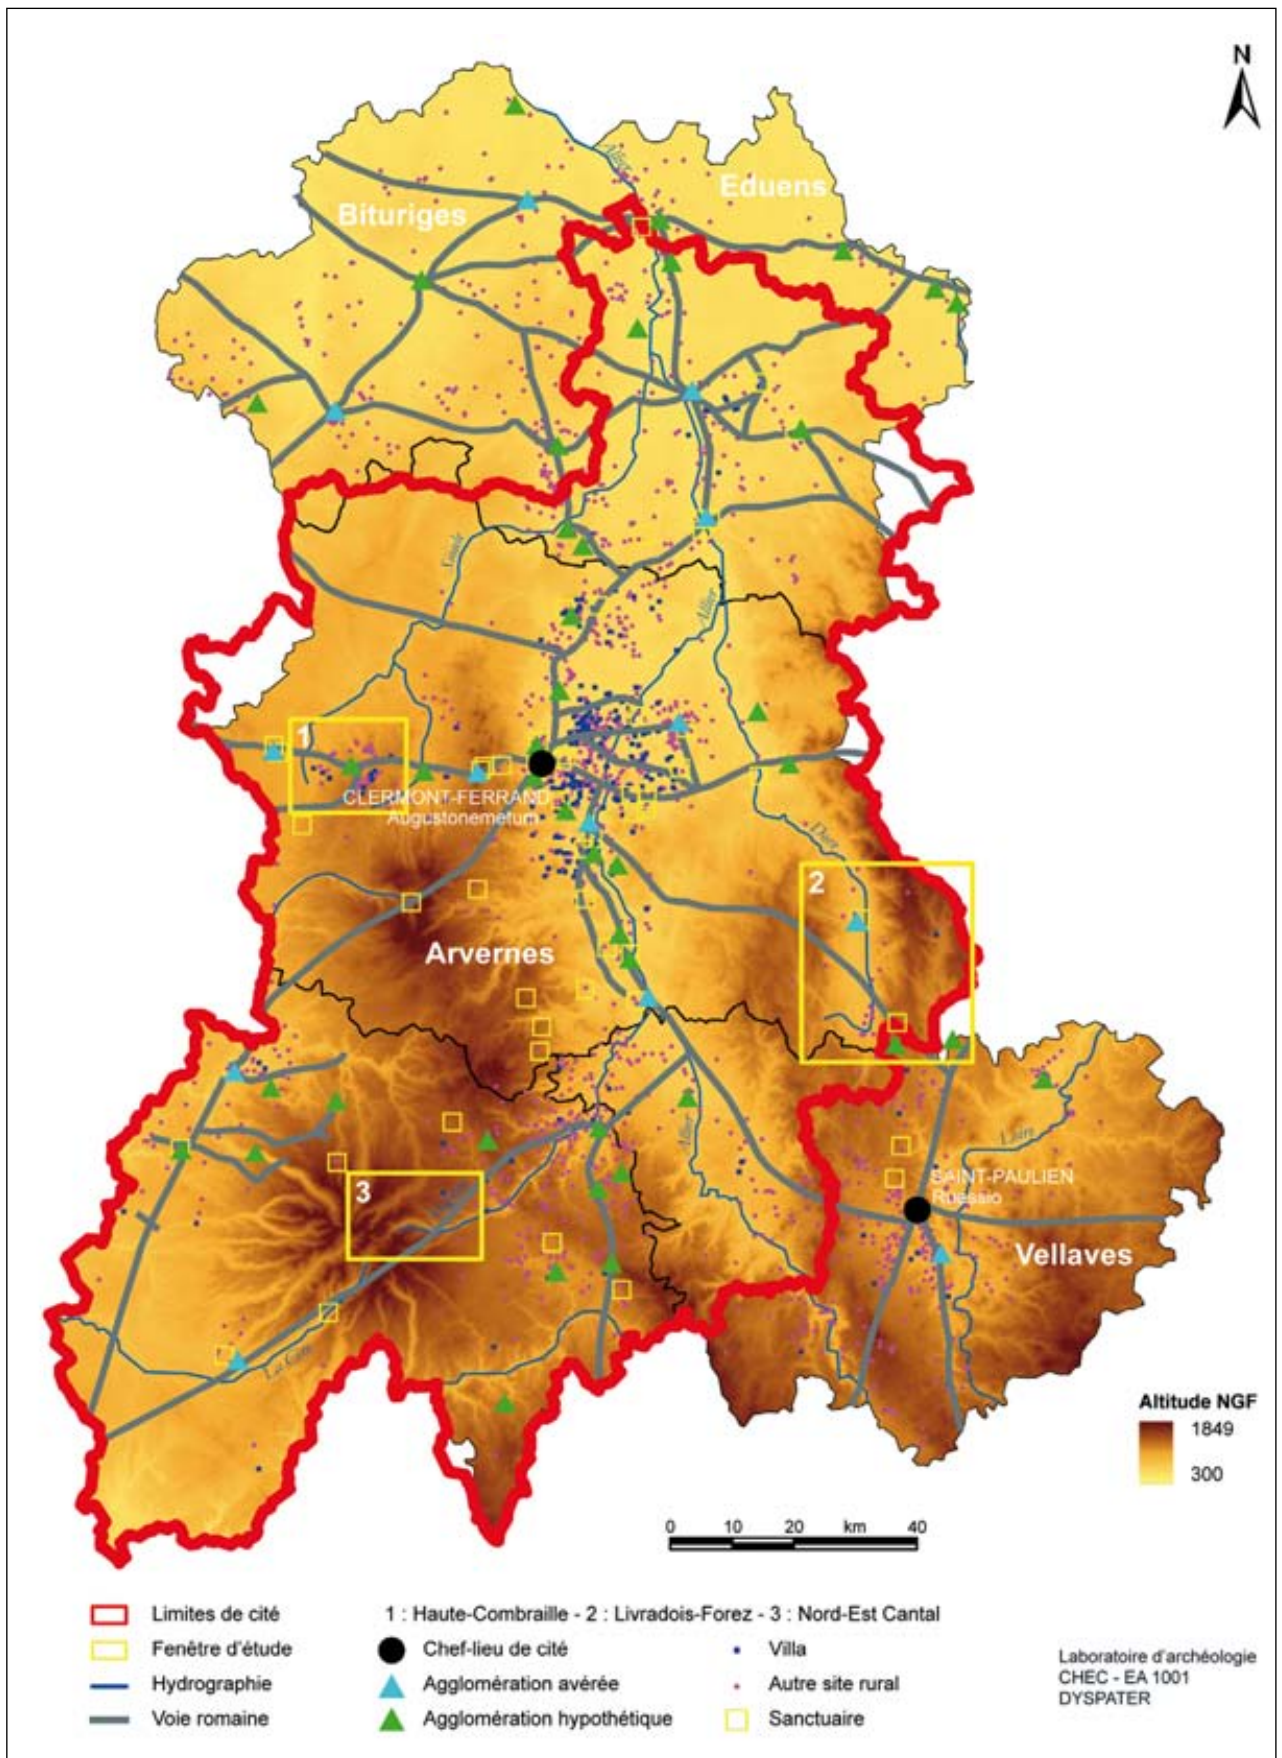 N
Allier
Eduens
Bituriges
Allier
1
CLERMONT-FERRAND
Augustonemetum
Dore
2
Arvernes
Allier
Loire
SAINT-PAULIEN
Ruessio
3
Vellaves
La Cère
Altitude NGF
1849
300
0 10 20 km 40
Limites de cité
1 : Haute-Combraille - 2 : Livradois-Forez - 3 : Nord-Est Cantal
Fenêtre d'étude
Chef-lieu de cité
Villa
Hydrographie
Agglomération avérée
Autre site rural
Voie romaine
Agglomération hypothétique
Sanctuaire
Laboratoire d'archéologie
CHEC - EA 1001
DYSPATER